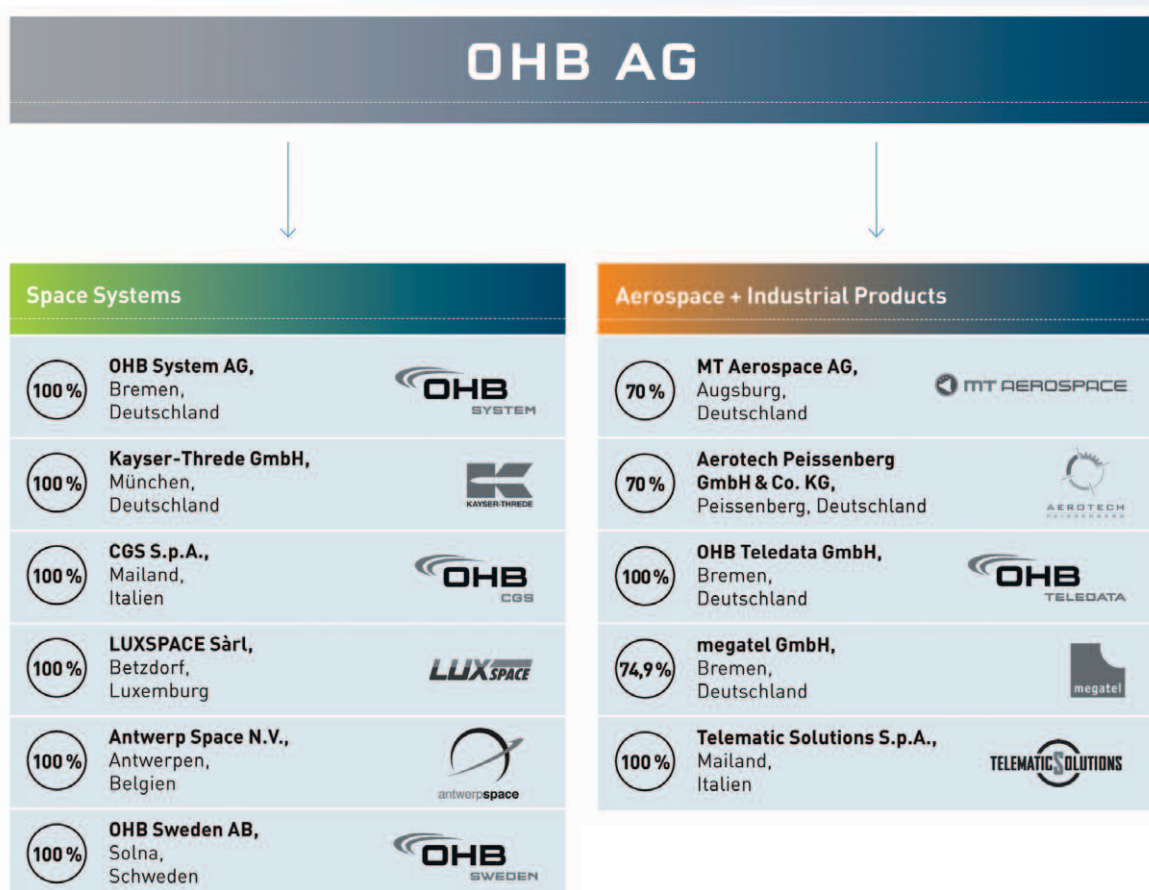 OHB AG
Space Systems
100 %
OHB System AG,
Bremen,
Deutschland
OHB
SYSTEM
100 %
Kayser-Threde GmbH,
München,
Deutschland
KAYSER-THREDE
100 %
CGS S.p.A.,
Mailand,
Italien
OHB
CGS
100 %
LUXSPACE Sàrl,
Betzdorf,
Luxemburg
LUXSPACE
100 %
Antwerp Space N.V.,
Antwerpen,
Belgien
antwerpspace
100 %
OHB Sweden AB,
Solna,
Schweden
OHB
SWEDEN
Aerospace + Industrial Products
70 %
MT Aerospace AG,
Augsburg,
Deutschland
MT AEROSPACE
70 %
Aerotech Peissenberg
GmbH & Co. KG,
Peissenberg, Deutschland
AEROTECH
PEISSENBERG
100 %
OHB Teledata GmbH,
Bremen,
Deutschland
OHB
TELEDATA
74,9 %
megatel GmbH,
Bremen,
Deutschland
megatel
100 %
Telematic Solutions S.p.A.,
Mailand,
Italien
TELEMATIC SOLUTIONS